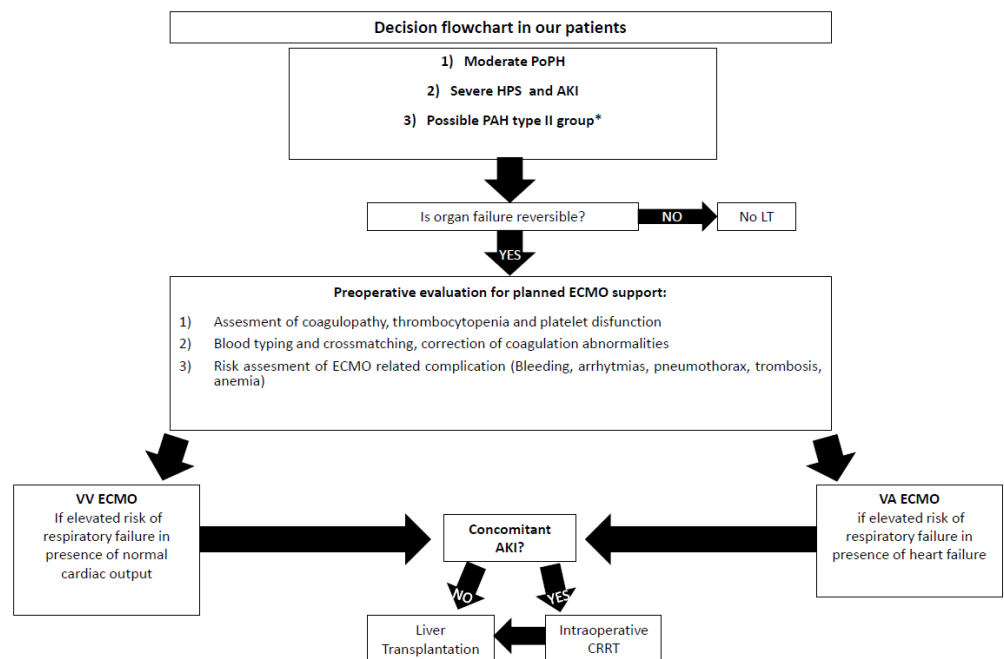 Decision flowchart in our patients
1) Moderate PoPH
2) Severe HPS and AKI
3) Possible PAH type II group*
Is organ failure reversible?
NO
No LT
YES
Preoperative evaluation for planned ECMO support:
1) Assesment of coagulopathy, thrombocytopenia and platelet disfunction
2) Blood typing and crossmatching, correction of coagulation abnormalities
3) Risk assesment of ECMO related complication (Bleeding, arrhytmias, pneumothorax, trombosis,
anemia)
VV ECMO
If elevated risk of
respiratory failure in
presence of normal
cardiac output
Concomitant
AKI?
VA ECMO
if elevated risk of
respiratory failure in
presence of heart failure
NO
YES
Liver
Transplantation
Intraoperative
CRRT